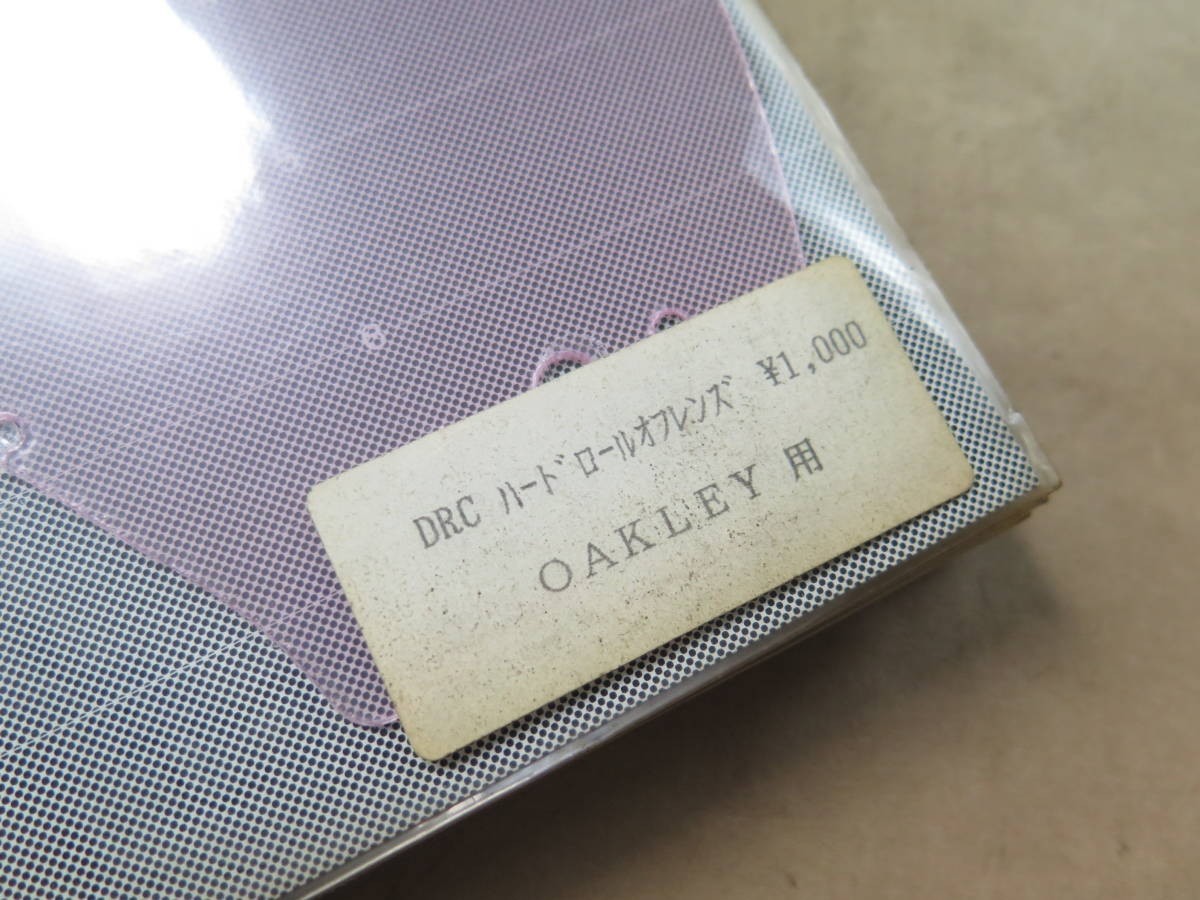 DRC ﾊｰﾄﾞ ﾛｰﾙｵﾌﾚﾝｽﾞ ¥1,000
OAKLEY 用